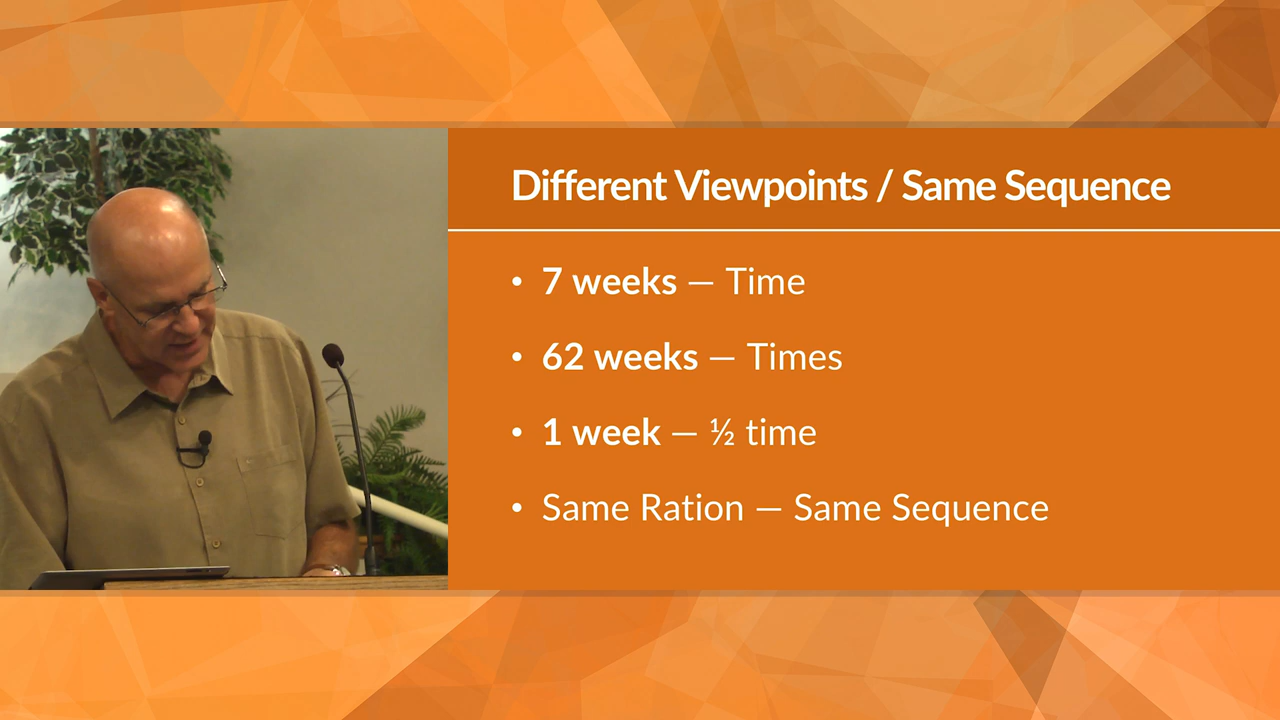 Different Viewpoints / Same Sequence
• 7 weeks — Time
• 62 weeks — Times
• 1 week — ½ time
• Same Ration — Same Sequence